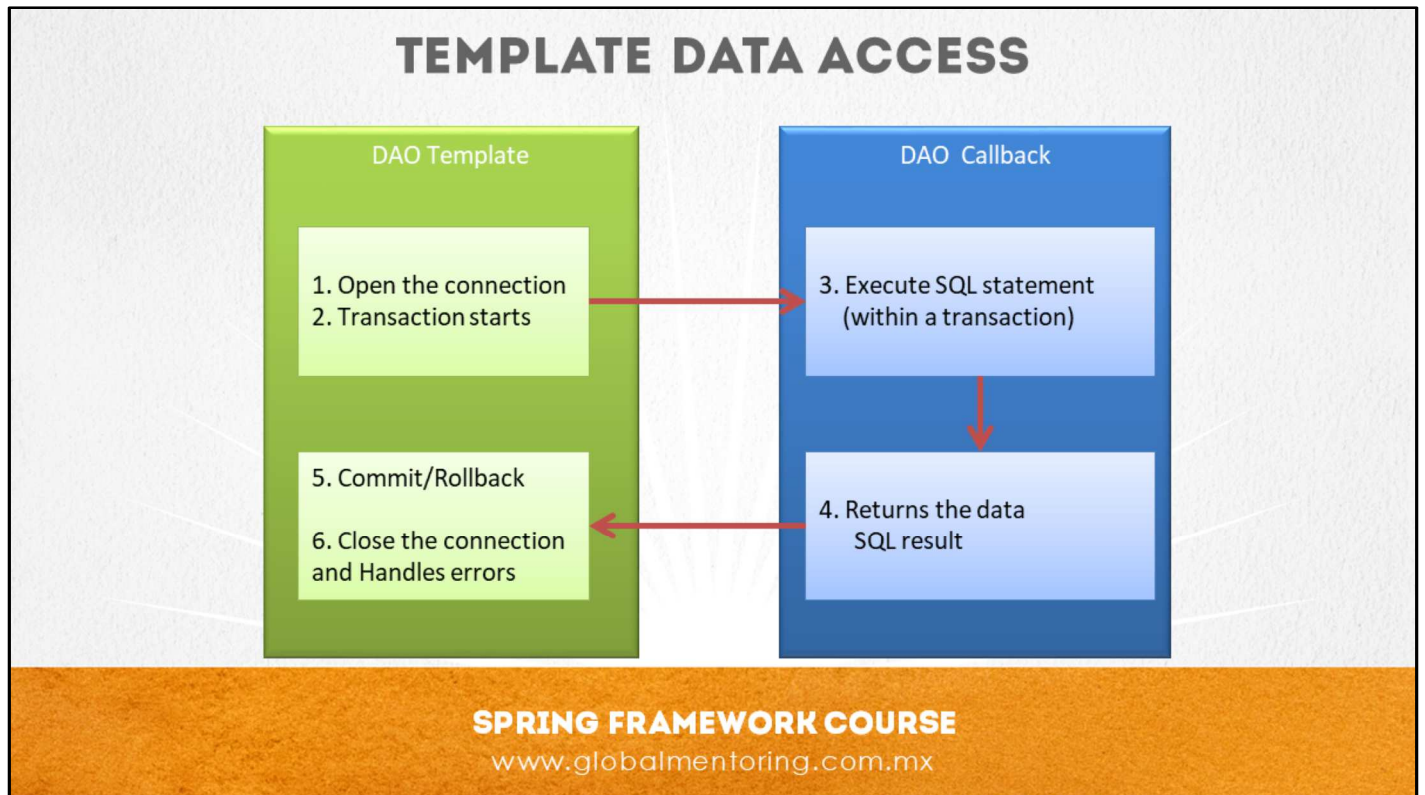 TEMPLATE DATA ACCESS
DAO Template
1. Open the connection
2. Transaction starts
5. Commit/Rollback
6. Close the connection
and Handles errors
DAO Callback
3. Execute SQL statement
(within a transaction)
4. Returns the data
SQL result
SPRING FRAMEWORK COURSE
www.globalmentoring.com.mx